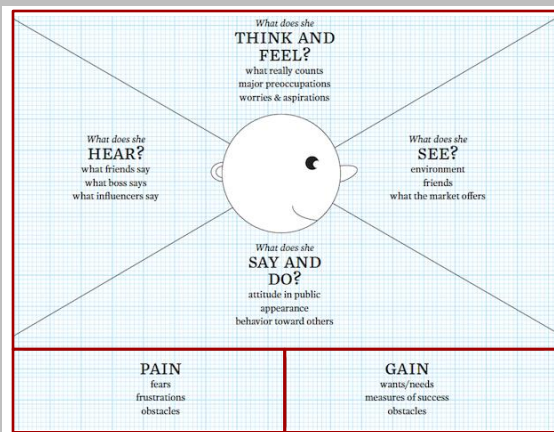 What does she
THINK AND
FEEL?
what really counts
major preoccupations
worries & aspirations
What does she
HEAR?
what friends say
what boss says
what influencers say
What does she
SEE?
environment
friends
what the market offers
What does she
SAY AND
DO?
attitude in public
appearance
behavior toward others
PAIN
fears
frustrations
obstacles
GAIN
wants/needs
measures of success
obstacles